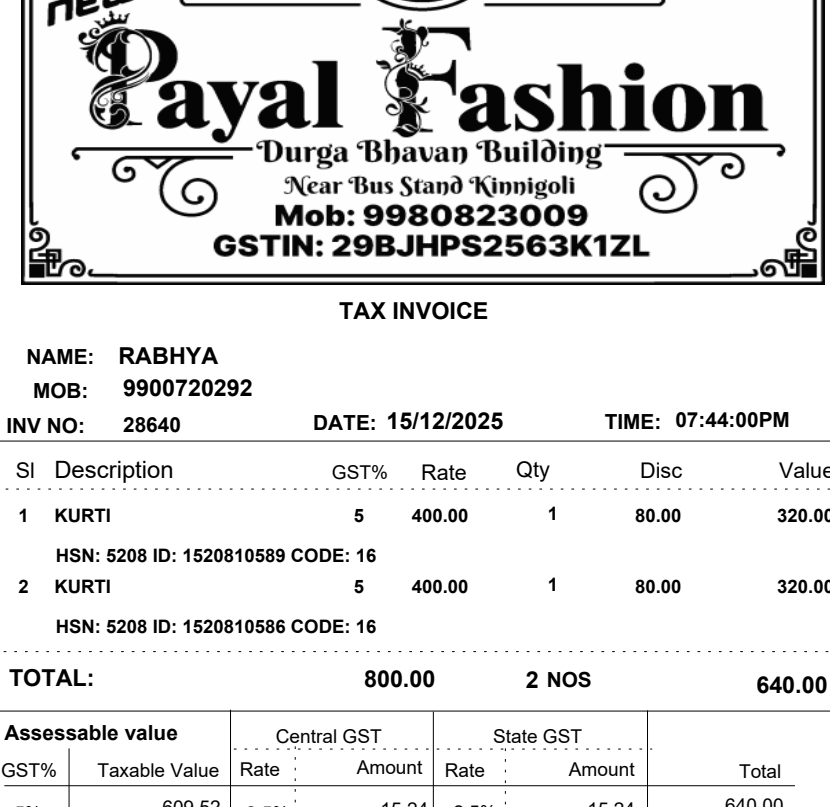 new
Payal Fashion
Durga Bhavan Building
Near Bus Stand Kinnigoli
Mob: 9980823009
GSTIN: 29BJHPS2563K1ZL
TAX INVOICE
NAME: RABHYA
MOB: 9900720292
INV NO: 28640 DATE: 15/12/2025 TIME: 07:44:00PM
Sl Description GST% Rate Qty Disc Value
1 KURTI 5 400.00 1 80.00 320.00
HSN: 5208 ID: 1520810589 CODE: 16
2 KURTI 5 400.00 1 80.00 320.00
HSN: 5208 ID: 1520810586 CODE: 16
TOTAL: 800.00 2 NOS 640.00
Assessable value Central GST State GST
GST% Taxable Value Rate Amount Rate Amount Total
609.52 15.24 15.24 640.00